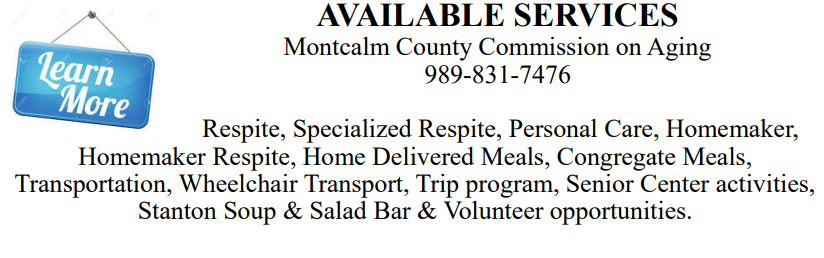 AVAILABLE SERVICES
Montcalm County Commission on Aging
989-831-7476
Learn
More
Respite, Specialized Respite, Personal Care, Homemaker,
Homemaker Respite, Home Delivered Meals, Congregate Meals,
Transportation, Wheelchair Transport, Trip program, Senior Center activities,
Stanton Soup & Salad Bar & Volunteer opportunities.